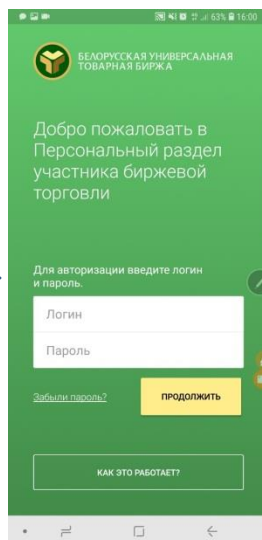 63% 16:00
БЕЛОРУССКАЯ УНИВЕРСАЛЬНАЯ
ТОВАРНАЯ БИРЖА
Добро пожаловать в
Персональный раздел
участника биржевой
торговли
Для авторизации введите логин
и пароль.
Логин
Пароль
Забыли пароль?
ПРОДОЛЖИТЬ
КАК ЭТО РАБОТАЕТ?